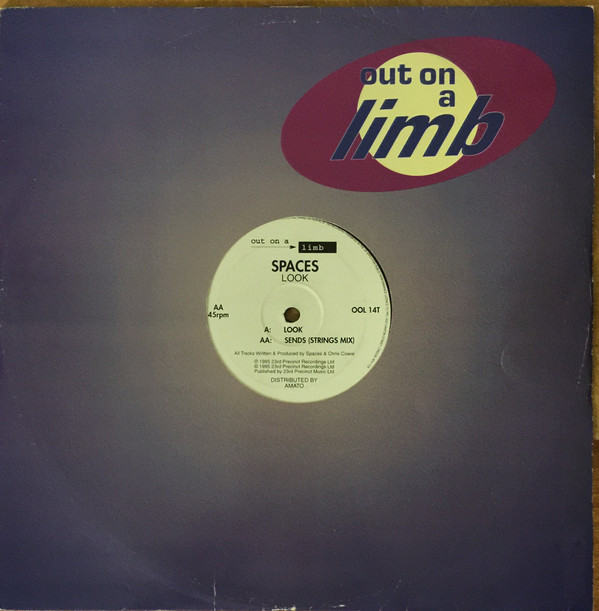 out on
a
limb
out on a limb
SPACES
LOOK
AA
45rpm
OOL 14T
A: LOOK
AA: SENDS (STRINGS MIX)
All Tracks Written & Produced by Spaces & Chris Cowie
℗ 1995 23rd Precinct Recordings Ltd
© 1995 23rd Precinct Recordings Ltd
Published by 23rd Precinct Music Ltd
DISTRIBUTED BY
AMATO